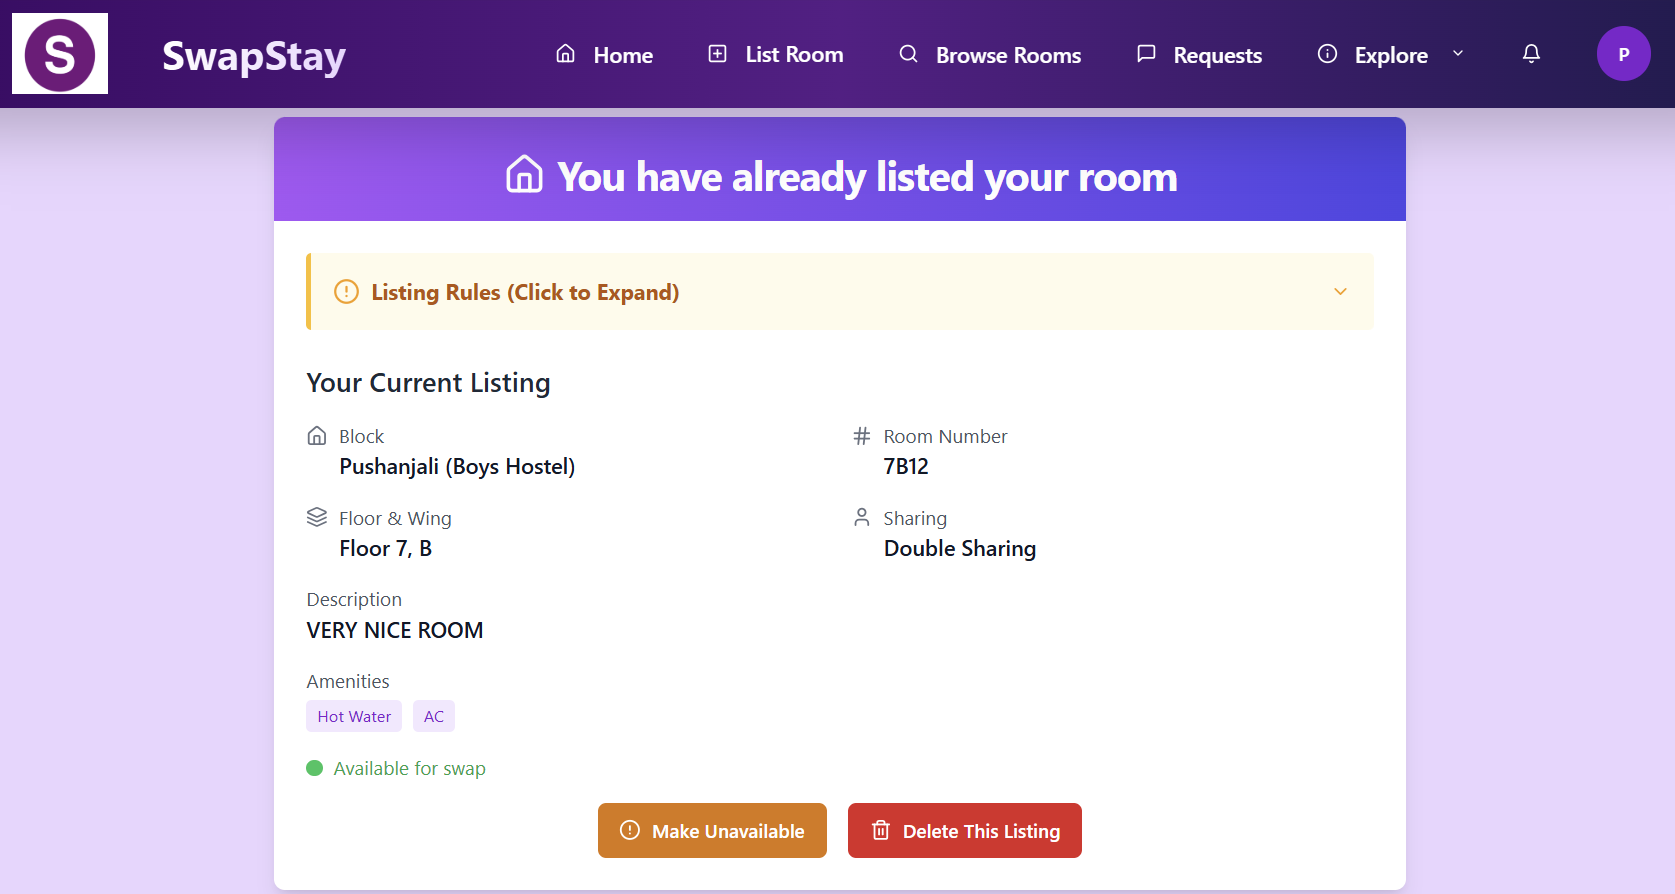 S
SwapStay
Home
List Room
Browse Rooms
Requests
Explore
P
You have already listed your room
Listing Rules (Click to Expand)
Your Current Listing
Block
Pushanjali (Boys Hostel)
Room Number
7B12
Floor & Wing
Floor 7, B
Sharing
Double Sharing
Description
VERY NICE ROOM
Amenities
Hot Water
AC
Available for swap
Make Unavailable
Delete This Listing